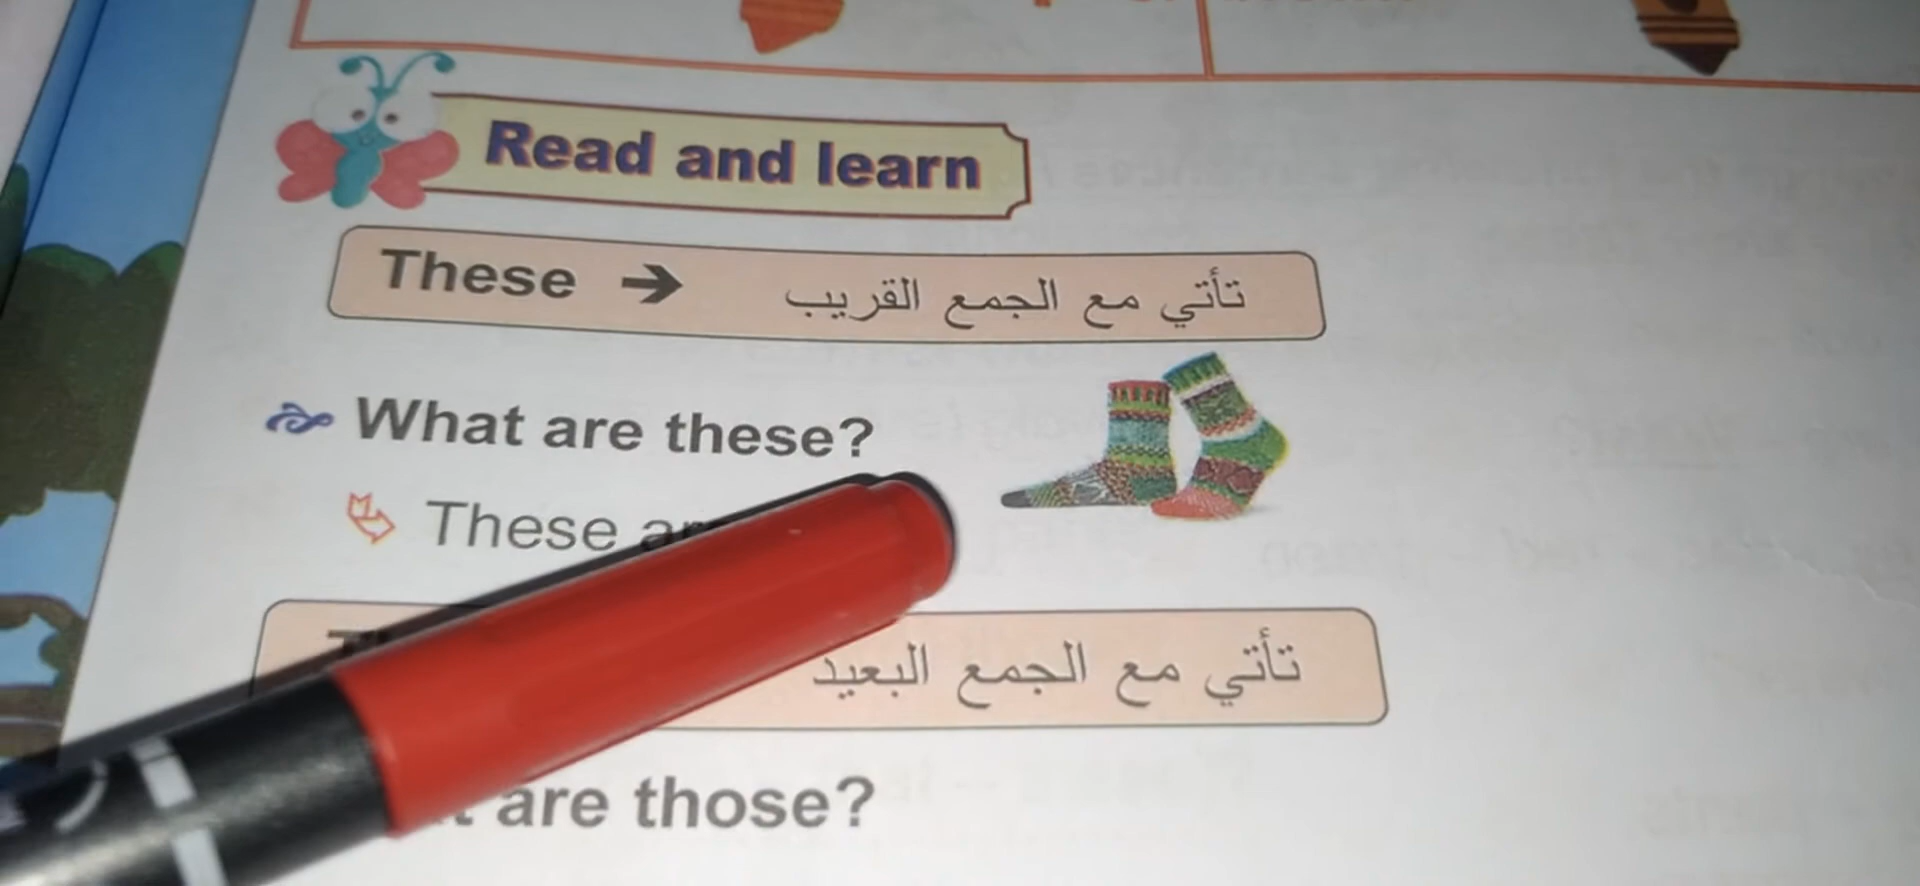 Read and learn
These → تأتي مع الجمع القريب
What are these?
These
تأتي مع الجمع البعيد
are those?